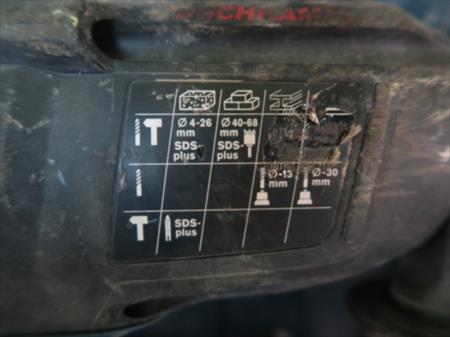 Ø 4-26 Ø 40-68
mm mm
SDS- SDS-
plus plus
Ø-13 Ø-30
mm mm
SDS-
plus